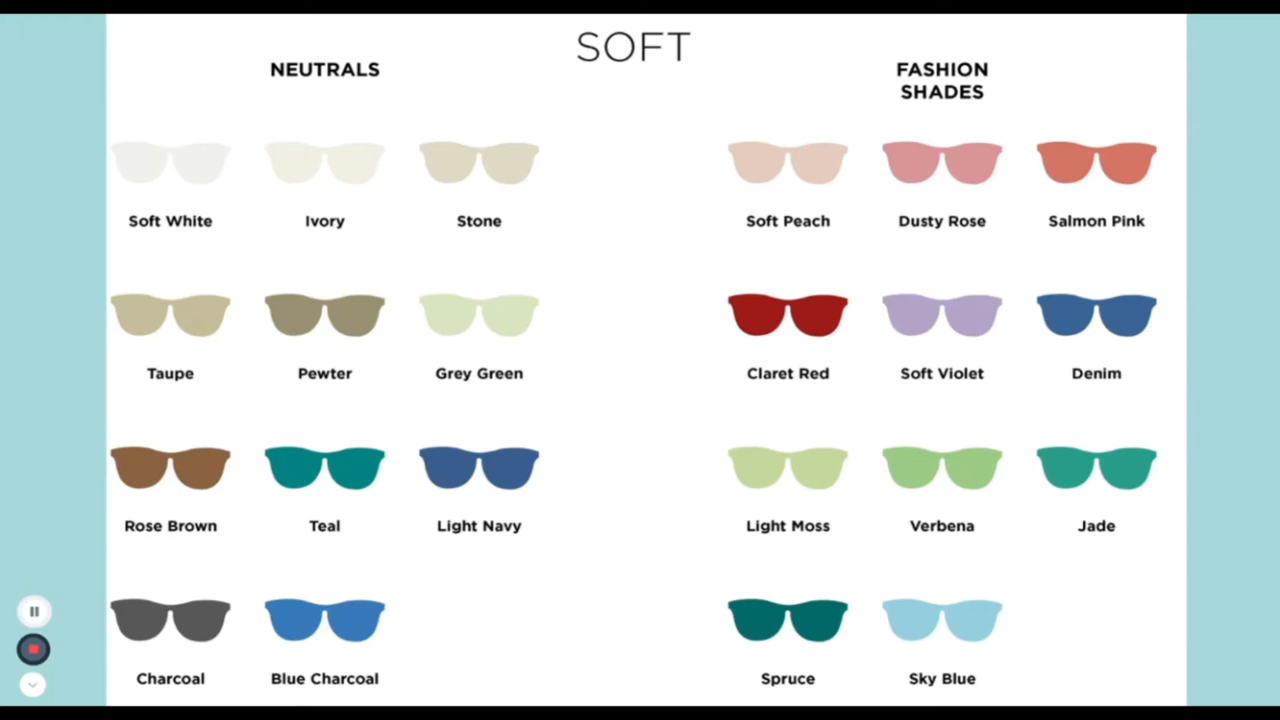 SOFT
NEUTRALS
FASHION
SHADES
Soft White
Ivory
Stone
Soft Peach
Dusty Rose
Salmon Pink
Taupe
Pewter
Grey Green
Claret Red
Soft Violet
Denim
Rose Brown
Teal
Light Navy
Light Moss
Verbena
Jade
Charcoal
Blue Charcoal
Spruce
Sky Blue